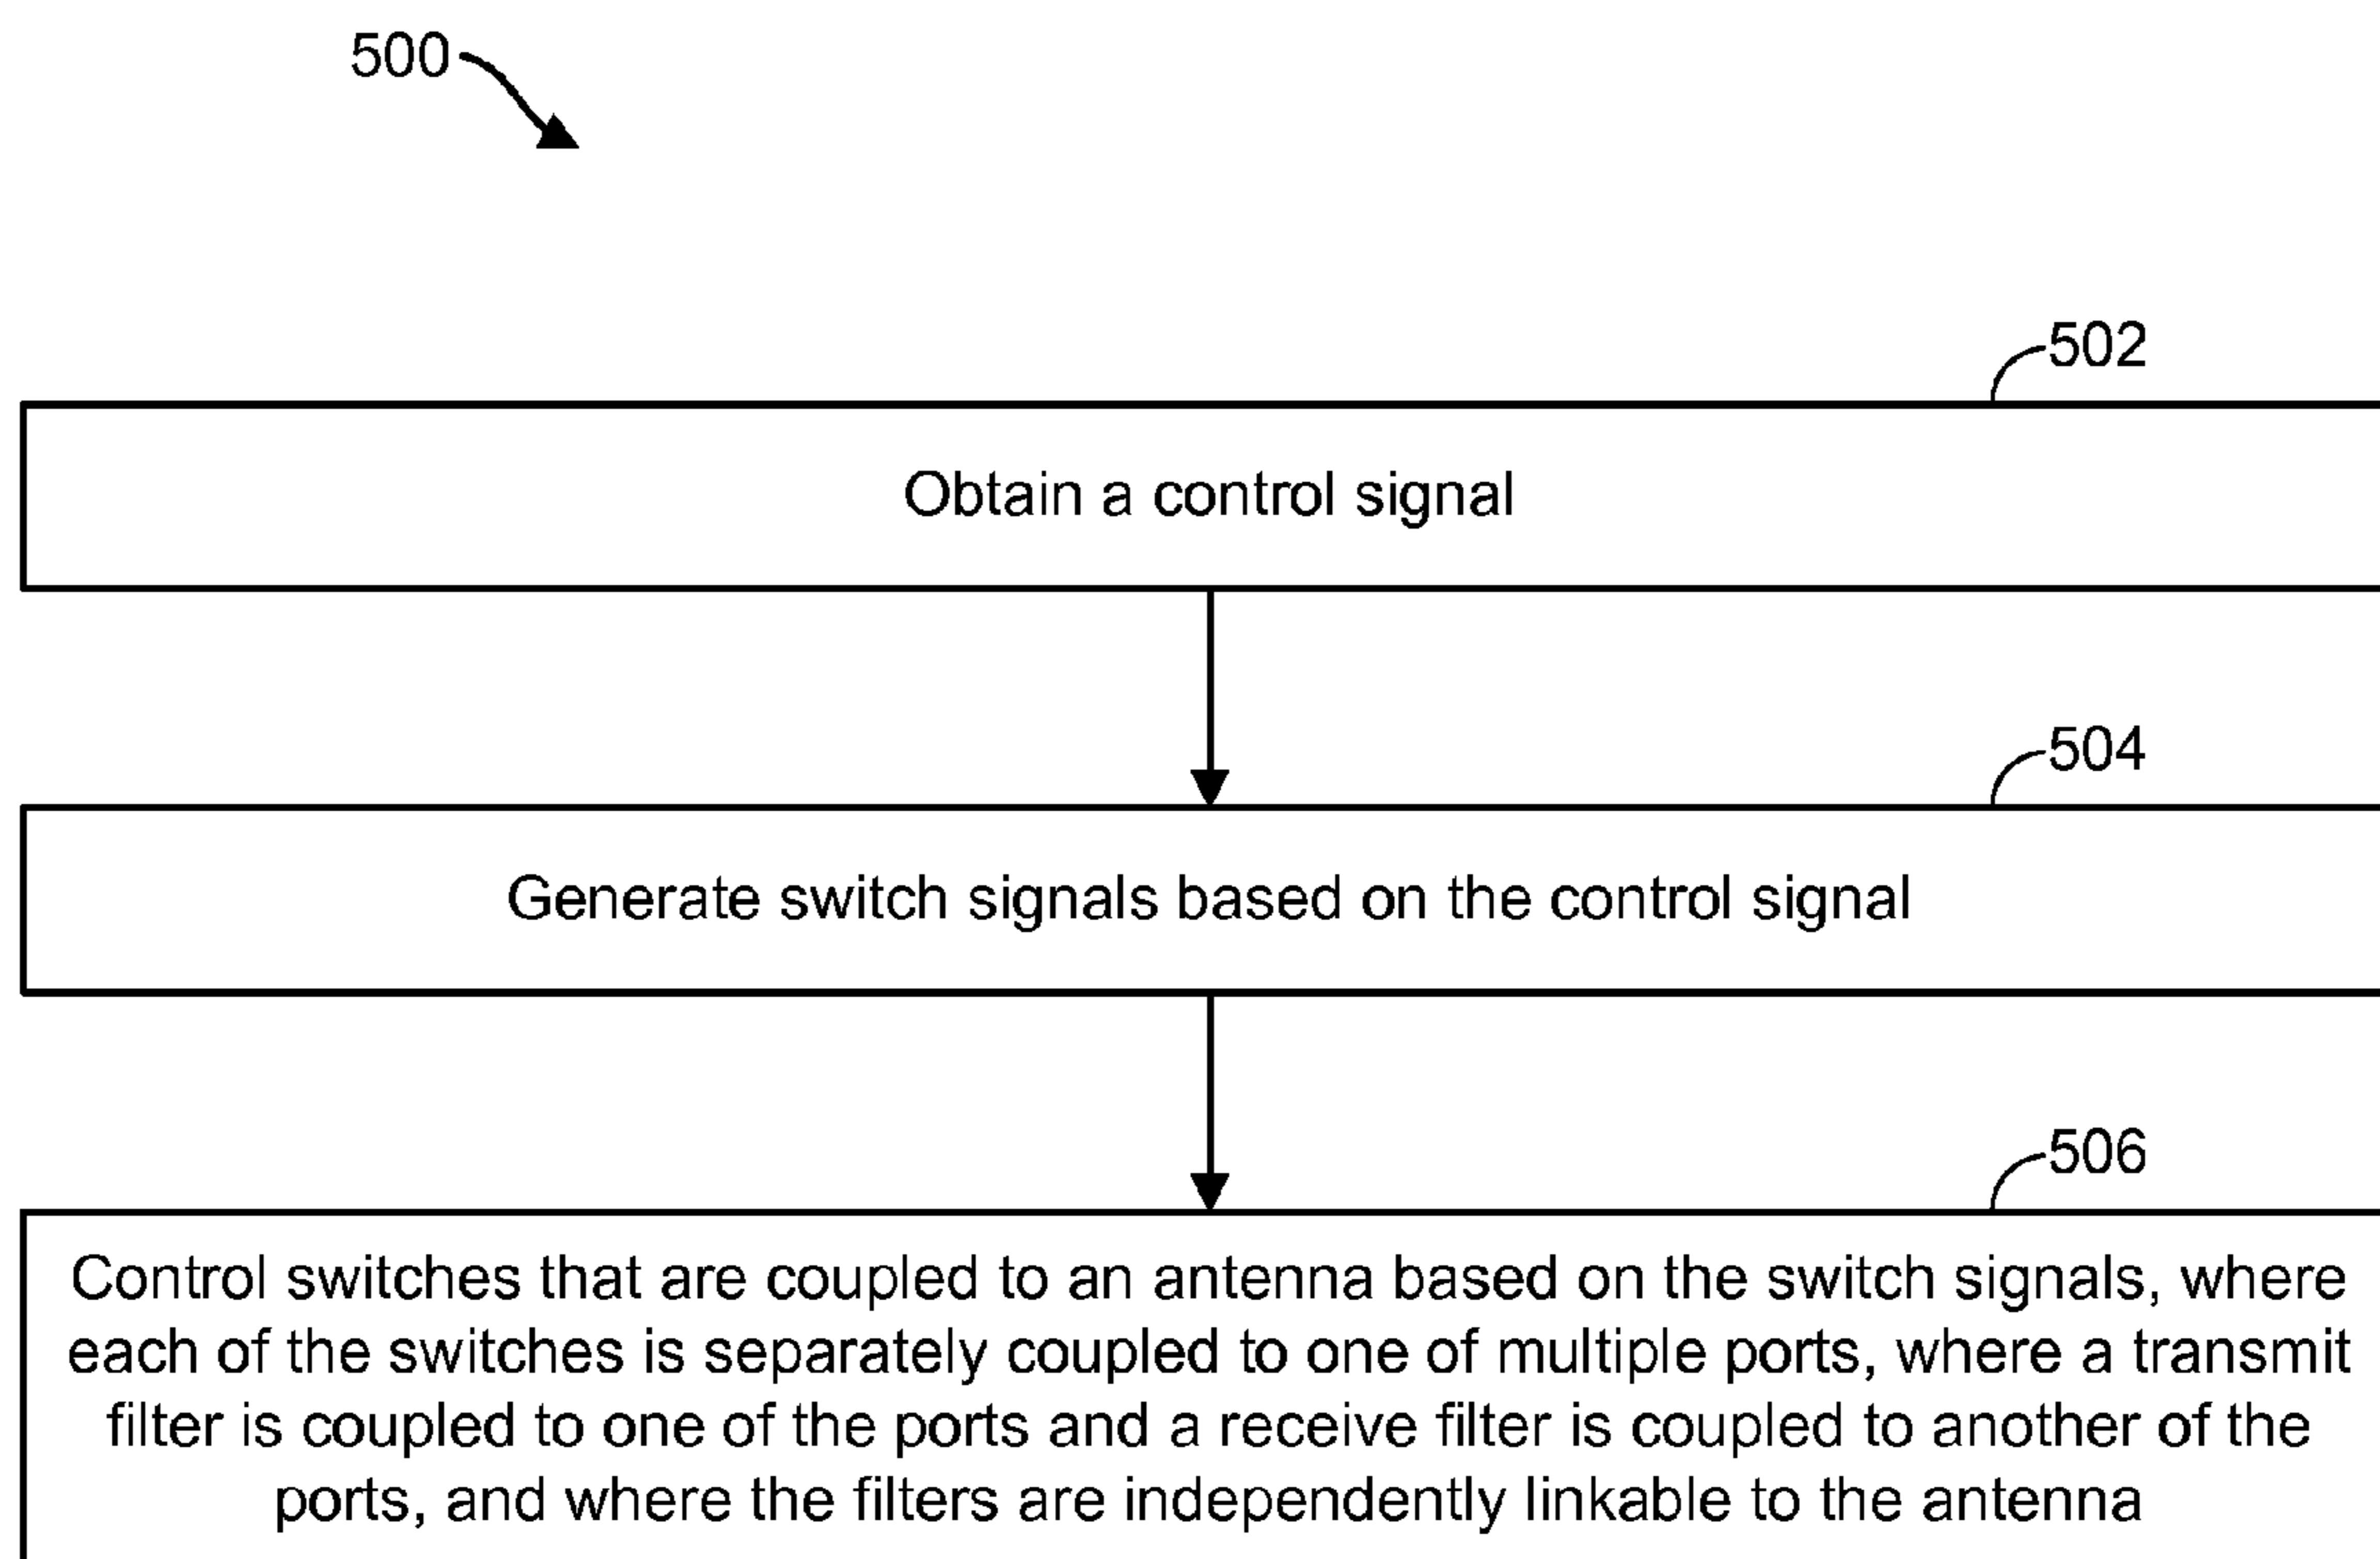 500
502
Obtain a control signal
504
Generate switch signals based on the control signal
506
Control switches that are coupled to an antenna based on the switch signals, where
each of the switches is separately coupled to one of multiple ports, where a transmit
filter is coupled to one of the ports and a receive filter is coupled to another of the
ports, and where the filters are independently linkable to the antenna